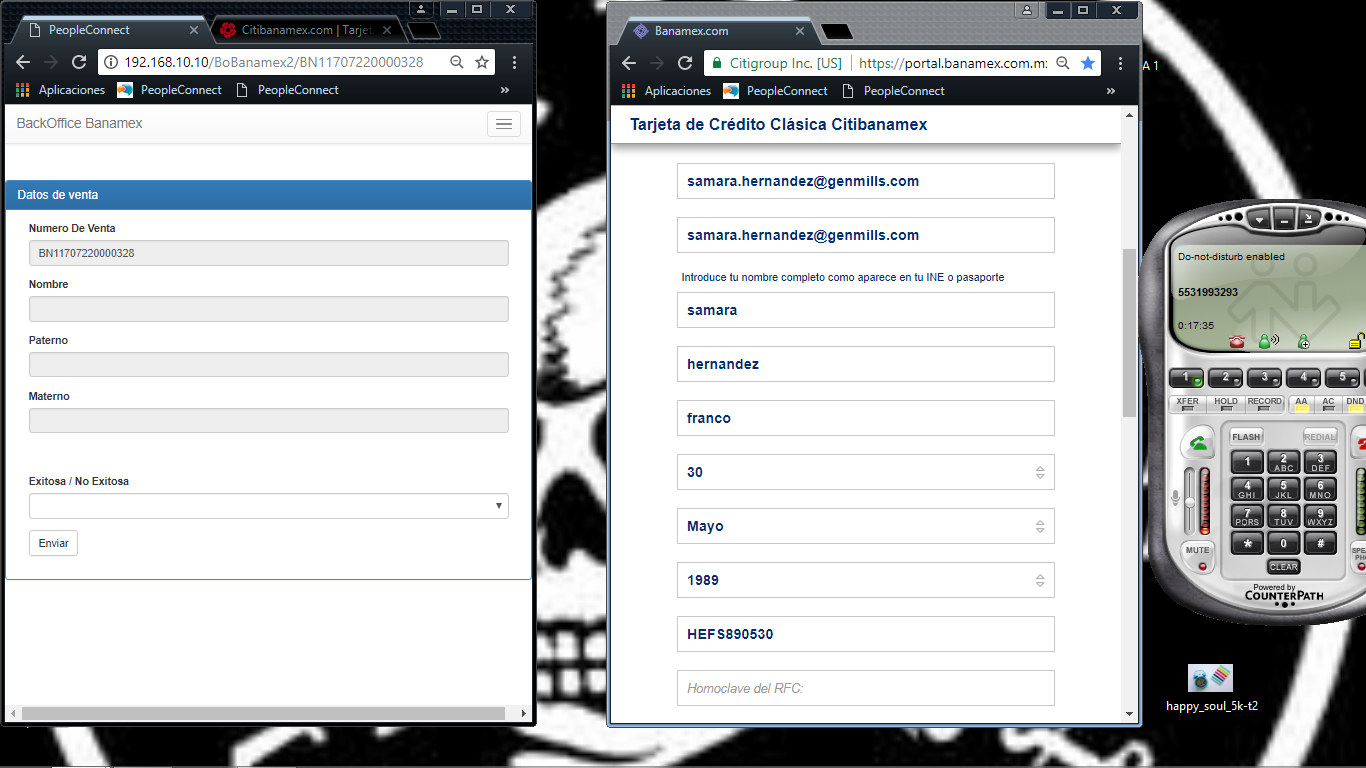 PeopleConnect
Citibanamex.com | Tarje
192.168.10.10/BoBanamex2/BN11707220000328
Aplicaciones
PeopleConnect
PeopleConnect
»
BackOffice Banamex
Datos de venta
Numero De Venta
BN11707220000328
Nombre
Paterno
Materno
Exitosa / No Exitosa
Enviar
Banamex.com
Citigroup Inc. [US]
https://portal.banamex.com.m
Aplicaciones
PeopleConnect
PeopleConnect
»
Tarjeta de Crédito Clásica Citibanamex
samara.hernandez@genmills.com
samara.hernandez@genmills.com
Introduce tu nombre completo como aparece en tu INE o pasaporte
samara
hernandez
franco
30
Mayo
1989
HEFS890530
Homoclave del RFC:
A 1
Do-not-disturb enabled
5531993293
0:17:35
1 2 3 4 5
XFER HOLD RECORD AA AC DND
FLASH REDIAL
1 2 ABC 3 DEF
4 GHI 5 JKL 6 MNO
7 PQRS 8 TUV 9 WXYZ
* 0 #
MUTE
CLEAR
SPE
PHO
Powered by
COUNTERPATH
happy_soul_5k-t2